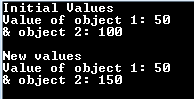 Initial Values
Value of object 1: 50
& object 2: 100
New values
Value of object 1: 50
& object 2: 150